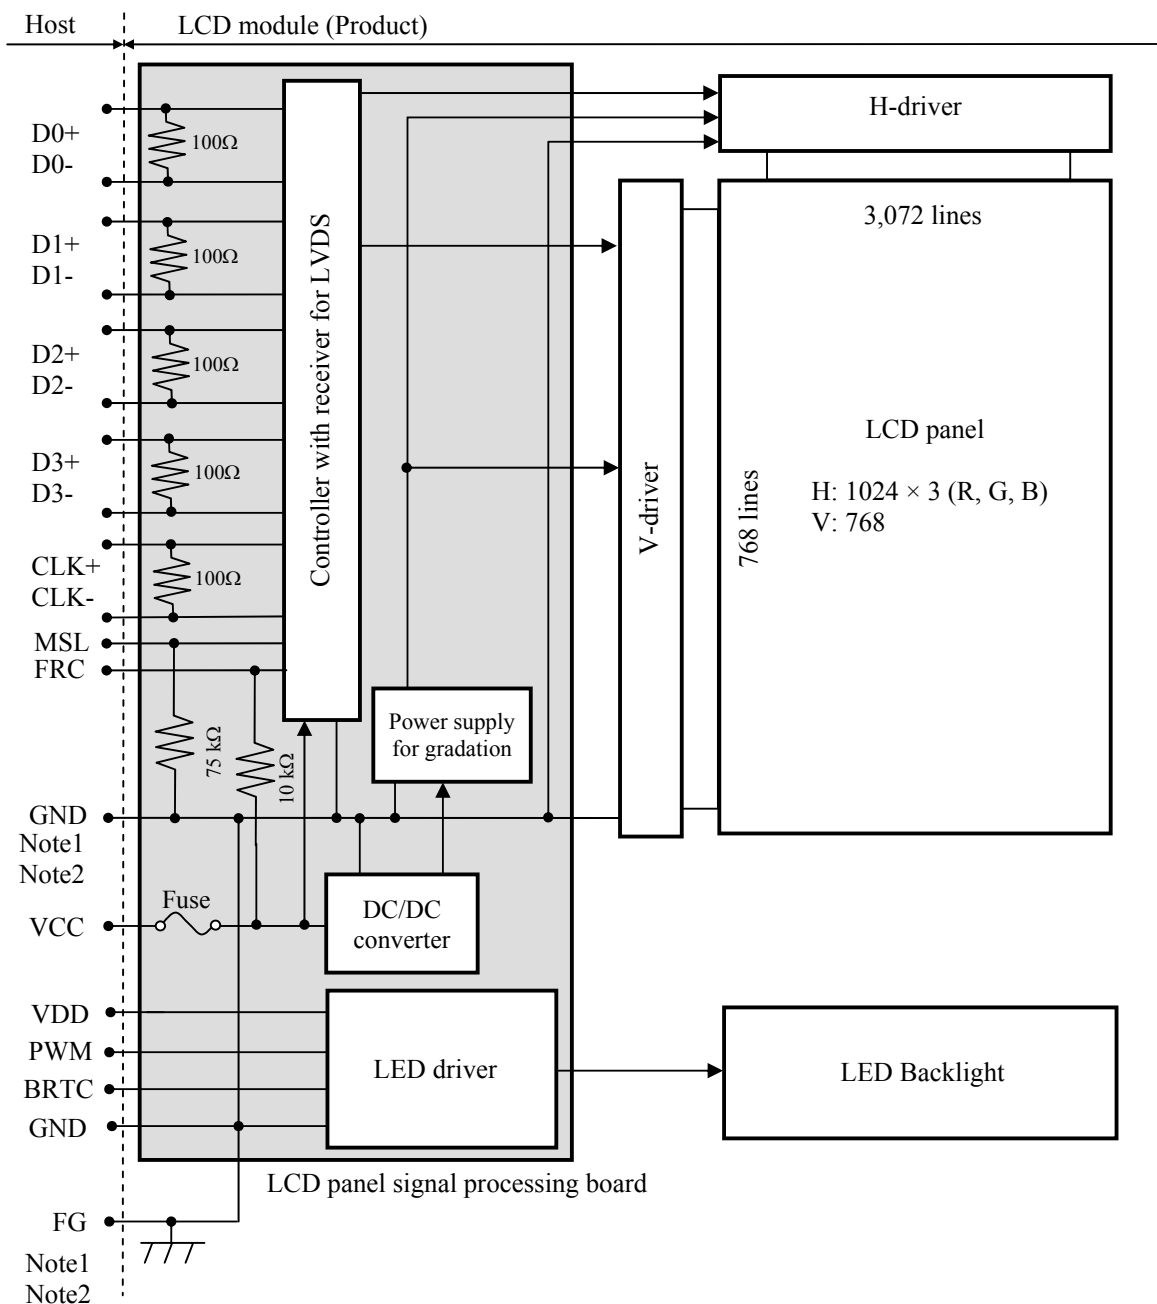 Host
LCD module (Product)
D0+
D0-
100Ω
D1+
D1-
100Ω
D2+
D2-
100Ω
D3+
D3-
100Ω
CLK+
CLK-
100Ω
MSL
FRC
75 kΩ
10 kΩ
Controller with receiver for LVDS
Power supply
for gradation
H-driver
V-driver
3,072 lines
768 lines
LCD panel
H: 1024 × 3 (R, G, B)
V: 768
GND
Note1
Note2
VCC
Fuse
DC/DC
converter
VDD
PWM
BRTC
GND
LED driver
LED Backlight
LCD panel signal processing board
FG
Note1
Note2